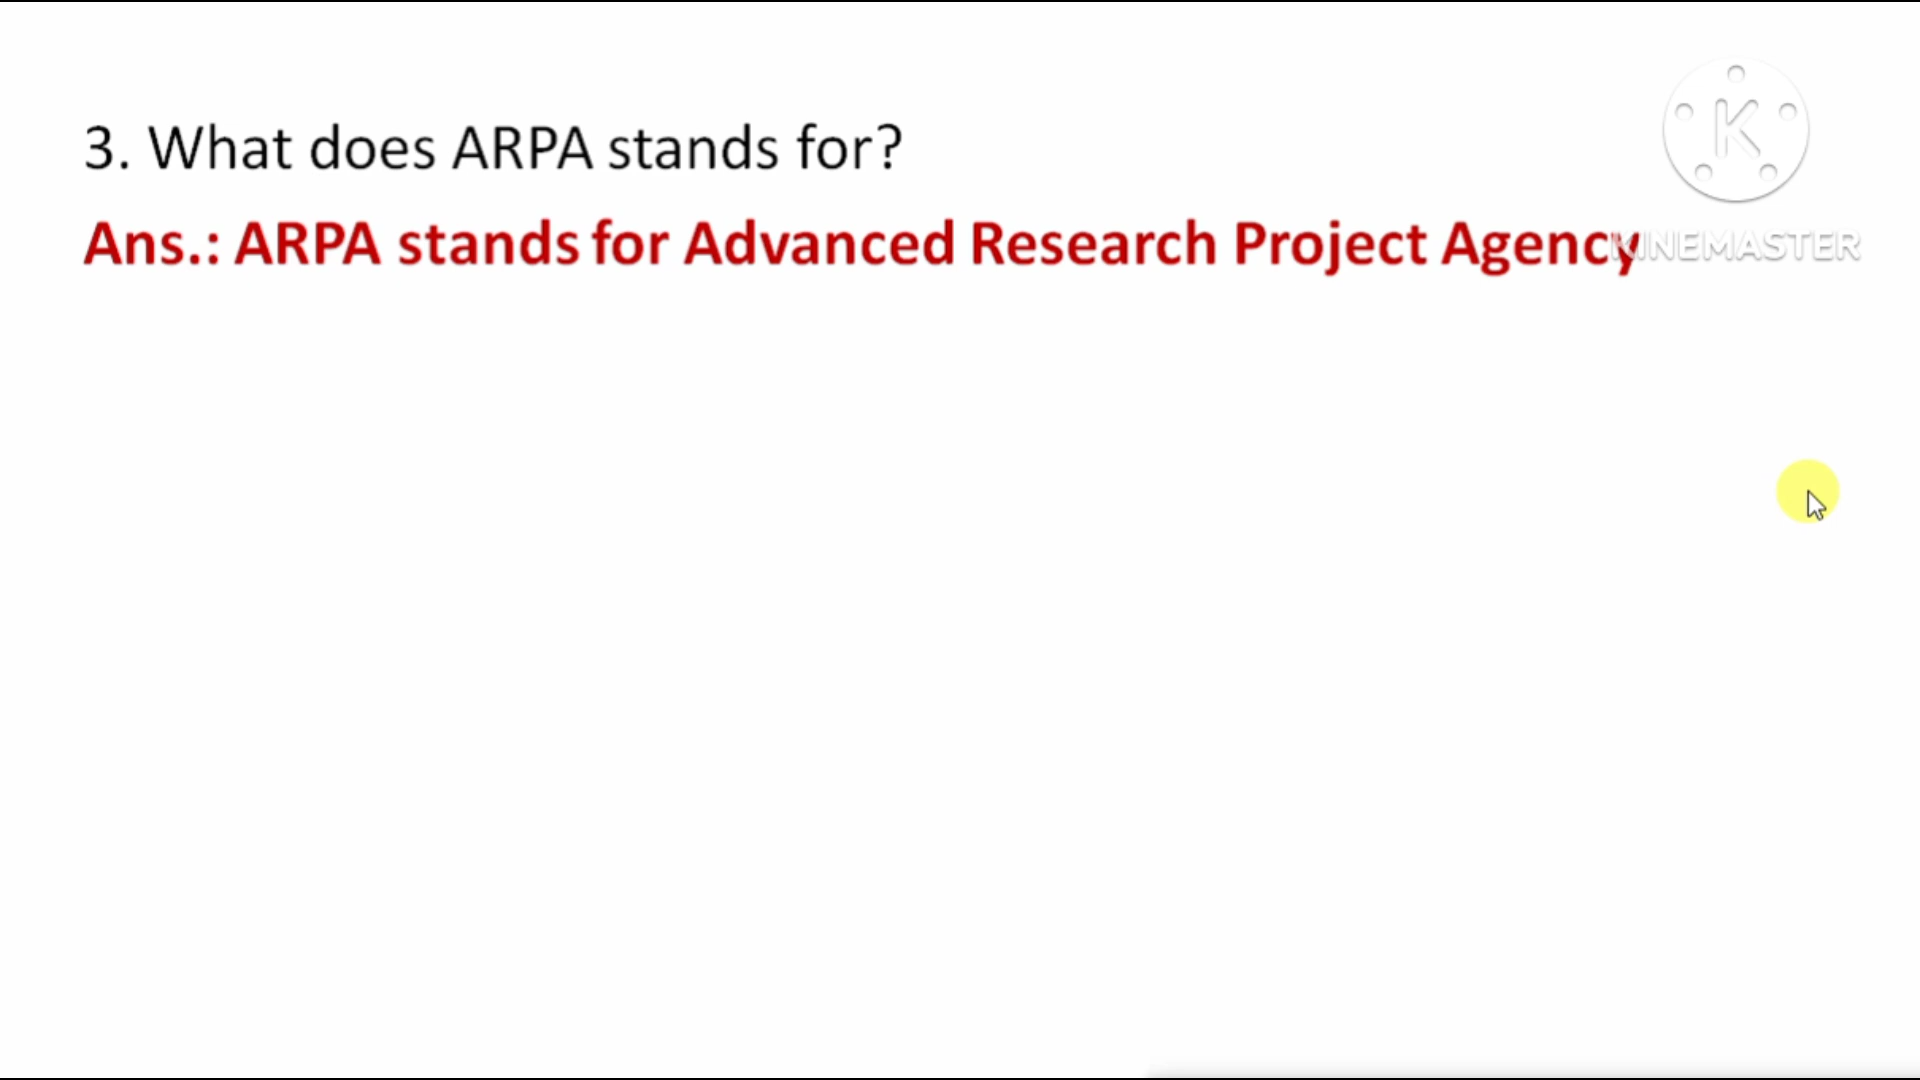 3. What does ARPA stands for?
Ans.: ARPA stands for Advanced Research Project Agency
K
KINEMASTER